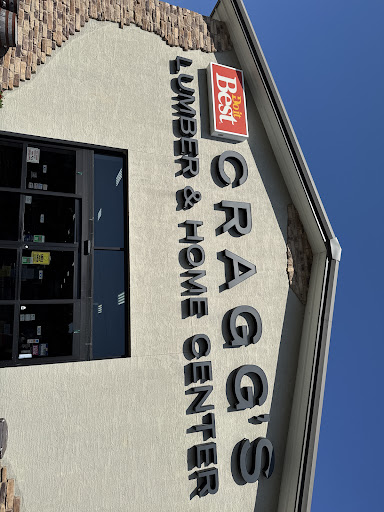 Do it
Best
CRAGG'S
LUMBER & HOME CENTER